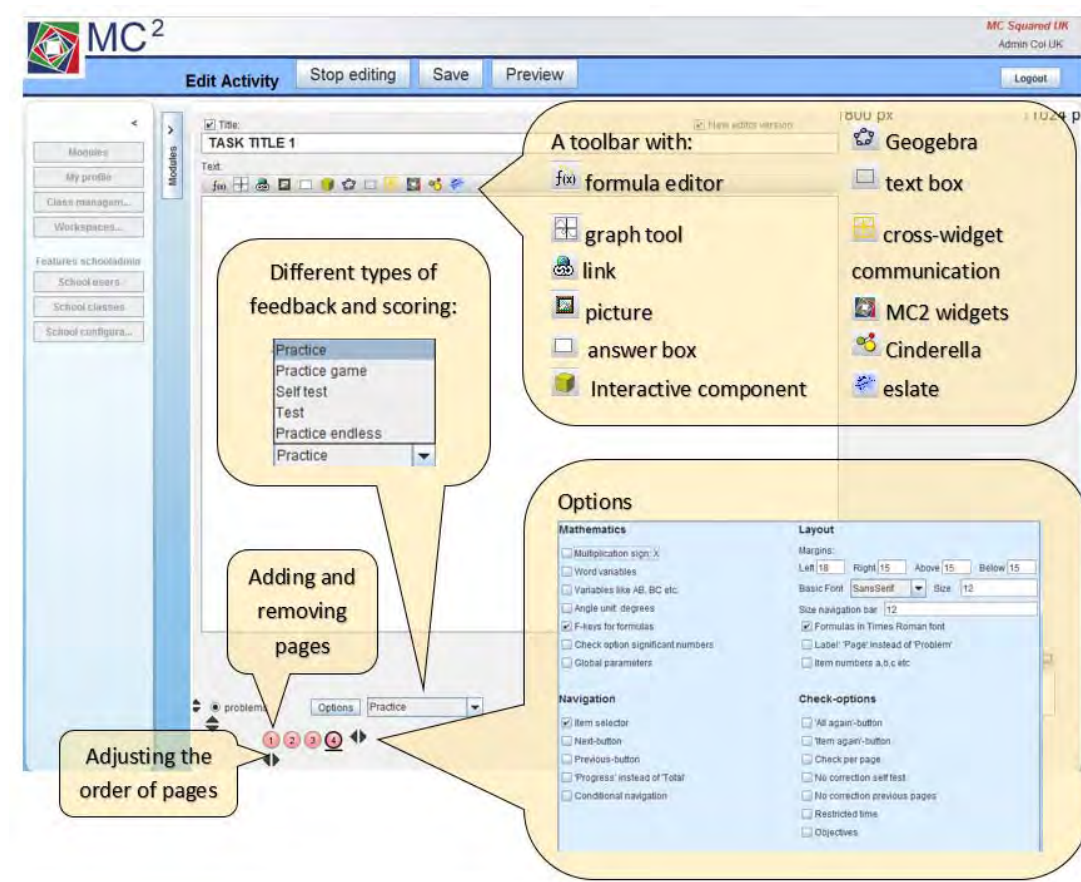 MC2
MC Squared UK
Admin Col UK
Edit Activity
Stop editing
Save
Preview
Logout
<
>
Modules
My profile
Class managem...
Workspaces...
Features schooladmin
School users
School classes
School configura...
Modules
Title:
New editor version
TASK TITLE 1
Text
f(x)
800 px
1024 p
A toolbar with:
f(x) formula editor
graph tool
link
picture
answer box
Interactive component
Geogebra
text box
cross-widget
communication
MC2 widgets
Cinderella
eslate
Different types of
feedback and scoring:
Practice
Practice game
Self test
Test
Practice endless
Practice
Adding and
removing
pages
Adjusting the
order of pages
problems
Options
Practice
1 2 3 4
Options
Mathematics
Multiplication sign: X
Word variables
Variables like AB, BC etc.
Angle unit: degrees
F-keys for formulas
Check option significant numbers
Global parameters
Layout
Margins:
Left 18 Right 15 Above 15 Below 15
Basic Font SansSerif Size 12
Size navigation bar 12
Formulas in Times Roman font
Label: 'Page' instead of 'Problem'
Item numbers a,b,c etc
Navigation
Item selector
Next-button
Previous-button
'Progress' instead of 'Total'
Conditional navigation
Check-options
'All again'-button
'Item again'-button
Check per page
No correction self test
No correction previous pages
Restricted time
Objectives